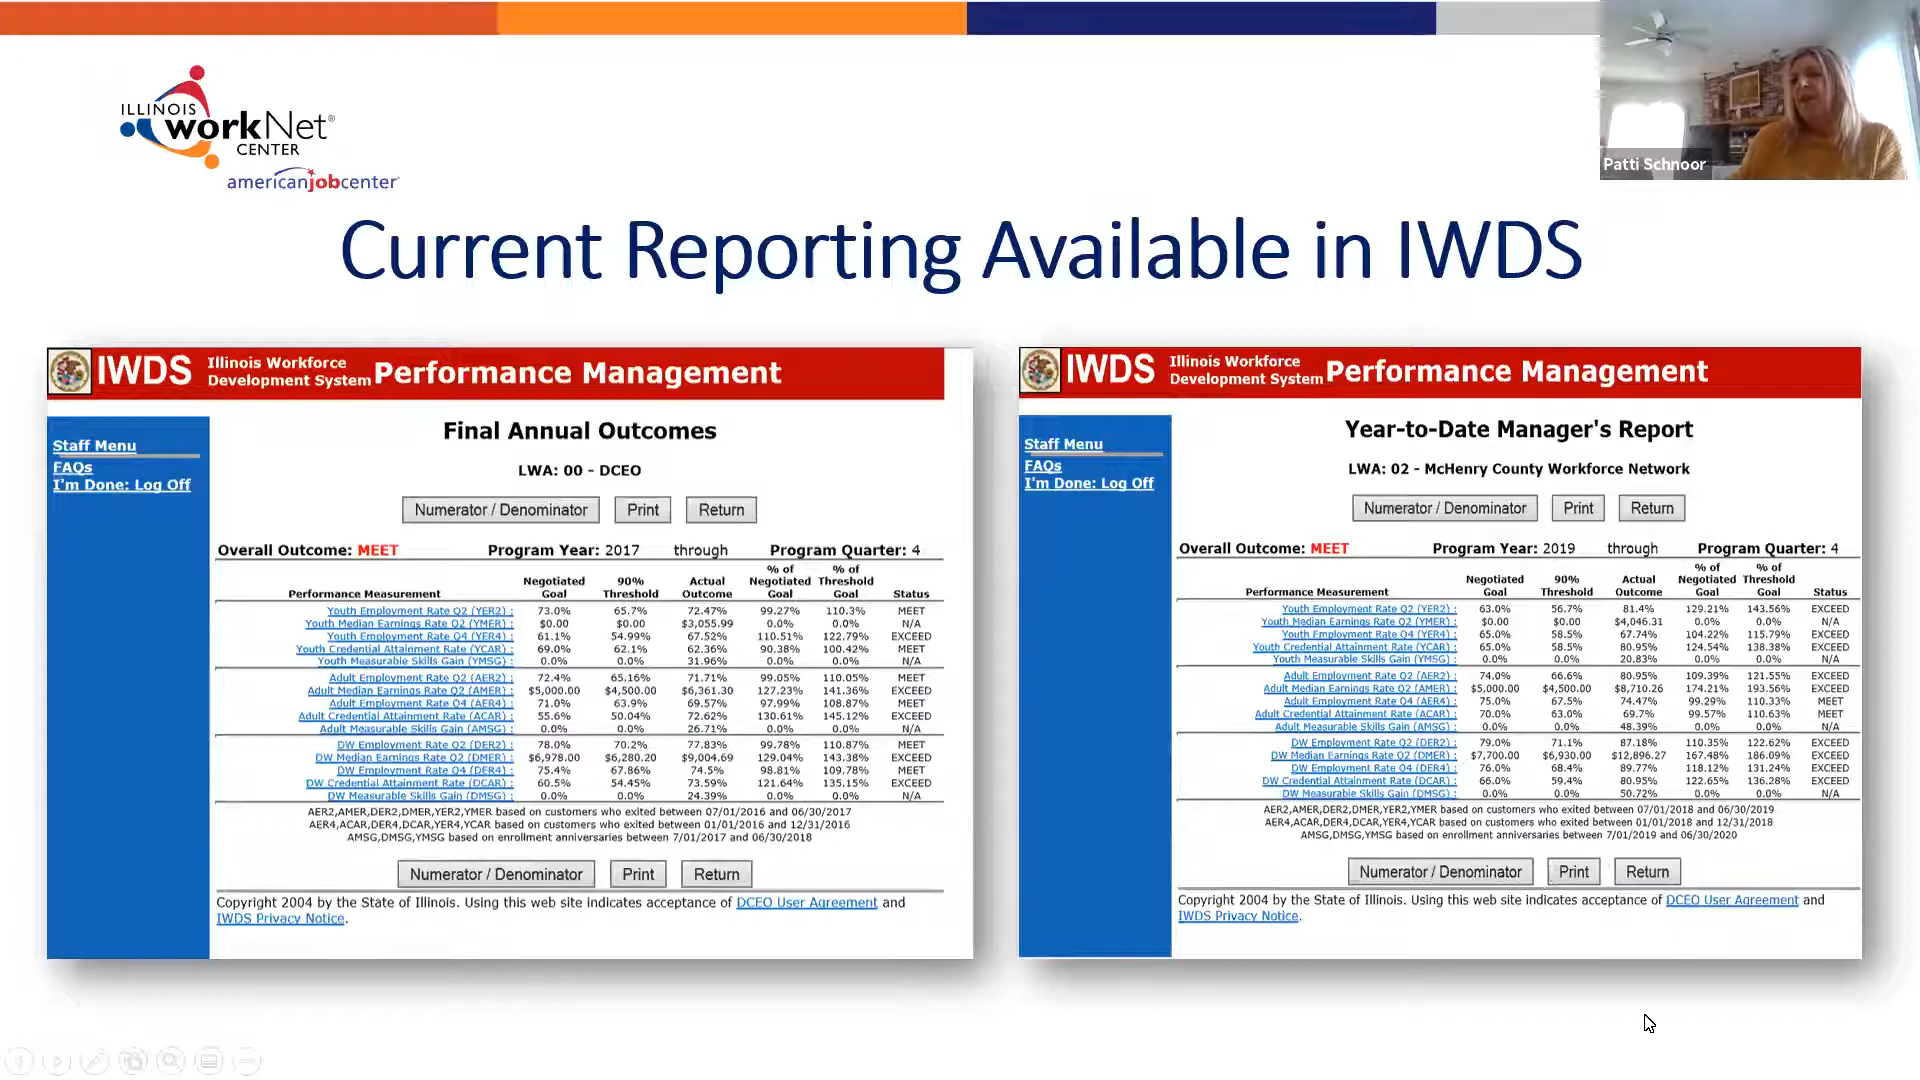 Patti Schnoor
ILLINOIS
workNet®
CENTER
americanjobcenter
Current Reporting Available in IWDS
IWDS Illinois Workforce Development System Performance Management
Staff Menu
FAQs
I'm Done: Log Off
Final Annual Outcomes
LWA: 00 - DCEO
Numerator / Denominator Print Return
Overall Outcome: MEET Program Year: 2017 through Program Quarter: 4
Performance Measurement Negotiated Goal 90% Threshold Actual Outcome % of Negotiated Goal % of Threshold Goal Status
Youth Employment Rate Q2 (YER2) : 73.0% 65.7% 72.47% 99.27% 110.3% MEET
Youth Median Earnings Rate Q2 (YMER) : $0.00 $0.00 $3,055.99 0.0% 0.0% N/A
Youth Employment Rate Q4 (YER4) : 61.1% 54.99% 67.52% 110.51% 122.79% EXCEED
Youth Credential Attainment Rate (YCAR) : 69.0% 62.1% 62.36% 90.38% 100.42% MEET
Youth Measurable Skills Gain (YMSG) : 0.0% 0.0% 31.96% 0.0% 0.0% N/A
Adult Employment Rate Q2 (AER2) : 72.4% 65.16% 71.71% 99.05% 110.05% MEET
Adult Median Earnings Rate Q2 (AMER) : $5,000.00 $4,500.00 $6,361.30 127.23% 141.36% EXCEED
Adult Employment Rate Q4 (AER4) : 71.0% 63.9% 69.57% 97.99% 108.87% MEET
Adult Credential Attainment Rate (ACAR) : 55.6% 50.04% 72.62% 130.61% 145.12% EXCEED
Adult Measurable Skills Gain (AMSG) : 0.0% 0.0% 26.71% 0.0% 0.0% N/A
DW Employment Rate Q2 (DER2) : 78.0% 70.2% 77.83% 99.78% 110.87% MEET
DW Median Earnings Rate Q2 (DMER) : $6,978.00 $6,280.20 $9,004.69 129.04% 143.38% EXCEED
DW Employment Rate Q4 (DER4) : 75.4% 67.86% 74.5% 98.81% 109.78% MEET
DW Credential Attainment Rate (DCAR) : 60.5% 54.45% 73.59% 121.64% 135.15% EXCEED
DW Measurable Skills Gain (DMSG) : 0.0% 0.0% 24.39% 0.0% 0.0% N/A
AER2,AMER,DER2,DMER,YER2,YMER based on customers who exited between 07/01/2016 and 06/30/2017
AER4,ACAR,DER4,DCAR,YER4,YCAR based on customers who exited between 01/01/2016 and 12/31/2016
AMSG,DMSG,YMSG based on enrollment anniversaries between 7/01/2017 and 06/30/2018
Numerator / Denominator Print Return
Copyright 2004 by the State of Illinois. Using this web site indicates acceptance of DCEO User Agreement and
IWDS Privacy Notice.
IWDS Illinois Workforce Development System Performance Management
Staff Menu
FAQs
I'm Done: Log Off
Year-to-Date Manager's Report
LWA: 02 - McHenry County Workforce Network
Numerator / Denominator Print Return
Overall Outcome: MEET Program Year: 2019 through Program Quarter: 4
Performance Measurement Negotiated Goal 90% Threshold Actual Outcome % of Negotiated Goal % of Threshold Goal Status
Youth Employment Rate Q2 (YER2) : 63.0% 56.7% 81.4% 129.21% 143.56% EXCEED
Youth Median Earnings Rate Q2 (YMER) : $0.00 $0.00 $4,046.31 0.0% 0.0% N/A
Youth Employment Rate Q4 (YER4) : 65.0% 58.5% 67.74% 104.22% 115.79% EXCEED
Youth Credential Attainment Rate (YCAR) : 65.0% 58.5% 80.95% 124.54% 138.38% EXCEED
Youth Measurable Skills Gain (YMSG) : 0.0% 0.0% 20.83% 0.0% 0.0% N/A
Adult Employment Rate Q2 (AER2) : 74.0% 66.6% 80.95% 109.39% 121.55% EXCEED
Adult Median Earnings Rate Q2 (AMER) : $5,000.00 $4,500.00 $8,710.26 174.21% 193.56% EXCEED
Adult Employment Rate Q4 (AER4) : 75.0% 67.5% 74.47% 99.29% 110.33% MEET
Adult Credential Attainment Rate (ACAR) : 70.0% 63.0% 69.7% 99.57% 110.63% MEET
Adult Measurable Skills Gain (AMSG) : 0.0% 0.0% 48.39% 0.0% 0.0% N/A
DW Employment Rate Q2 (DER2) : 79.0% 71.1% 87.18% 110.35% 122.62% EXCEED
DW Median Earnings Rate Q2 (DMER) : $7,700.00 $6,930.00 $12,896.27 167.48% 186.09% EXCEED
DW Employment Rate Q4 (DER4) : 76.0% 68.4% 89.77% 118.12% 131.24% EXCEED
DW Credential Attainment Rate (DCAR) : 66.0% 59.4% 80.95% 122.65% 136.28% EXCEED
DW Measurable Skills Gain (DMSG) : 0.0% 0.0% 50.72% 0.0% 0.0% N/A
AER2,AMER,DER2,DMER,YER2,YMER based on customers who exited between 07/01/2018 and 06/30/2019
AER4,ACAR,DER4,DCAR,YER4,YCAR based on customers who exited between 01/01/2018 and 12/31/2018
AMSG,DMSG,YMSG based on enrollment anniversaries between 7/01/2019 and 06/30/2020
Numerator / Denominator Print Return
Copyright 2004 by the State of Illinois. Using this web site indicates acceptance of DCEO User Agreement and
IWDS Privacy Notice.